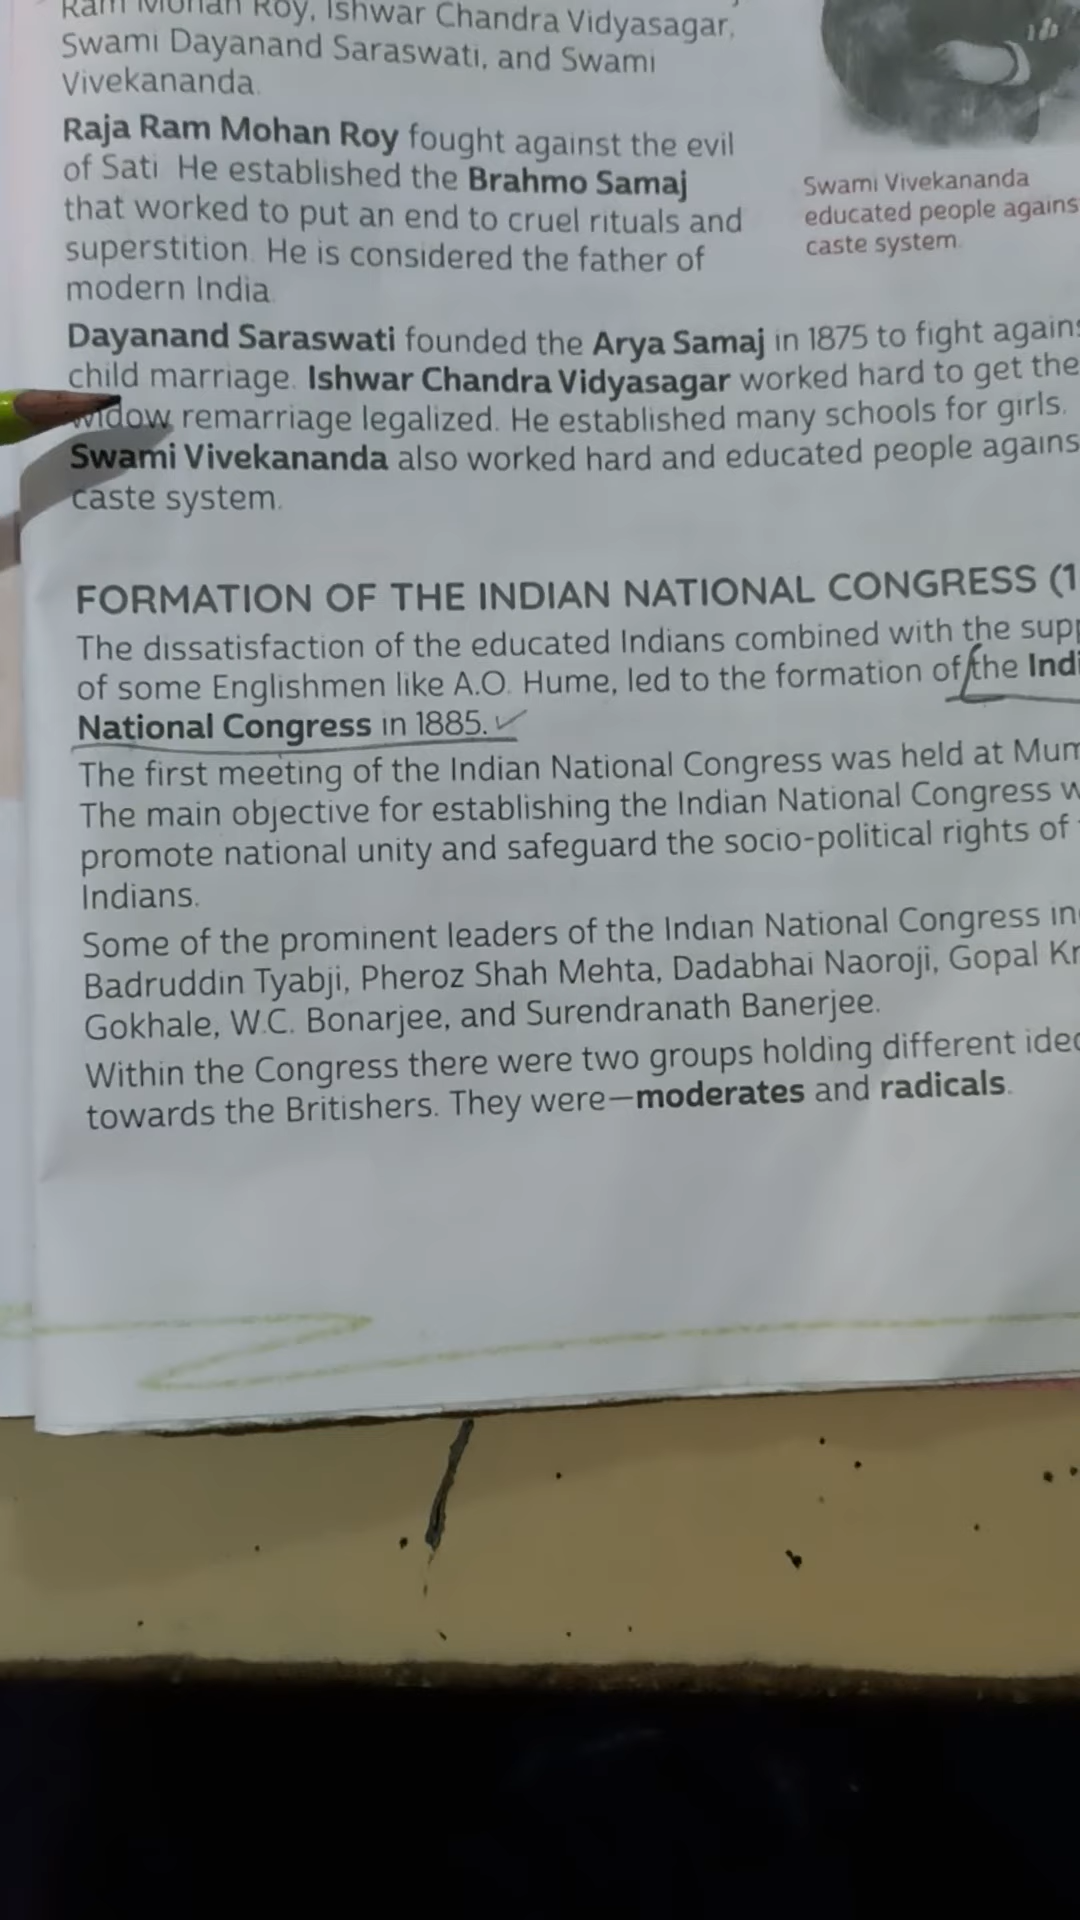 Ram Mohan Roy, Ishwar Chandra Vidyasagar,
Swami Dayanand Saraswati, and Swami
Vivekananda.
Raja Ram Mohan Roy fought against the evil
of Sati. He established the Brahmo Samaj
that worked to put an end to cruel rituals and
superstition. He is considered the father of
modern India.
Swami Vivekananda
educated people agains
caste system.
Dayanand Saraswati founded the Arya Samaj in 1875 to fight agains
child marriage. Ishwar Chandra Vidyasagar worked hard to get the
widow remarriage legalized. He established many schools for girls.
Swami Vivekananda also worked hard and educated people agains
caste system.
FORMATION OF THE INDIAN NATIONAL CONGRESS (1
The dissatisfaction of the educated Indians combined with the supp
of some Englishmen like A.O. Hume, led to the formation of the Indi
National Congress in 1885.
The first meeting of the Indian National Congress was held at Mum
The main objective for establishing the Indian National Congress w
promote national unity and safeguard the socio-political rights of
Indians.
Some of the prominent leaders of the Indian National Congress in
Badruddin Tyabji, Pheroz Shah Mehta, Dadabhai Naoroji, Gopal Kr
Gokhale, W.C. Bonarjee, and Surendranath Banerjee.
Within the Congress there were two groups holding different ideo
towards the Britishers. They were—moderates and radicals.